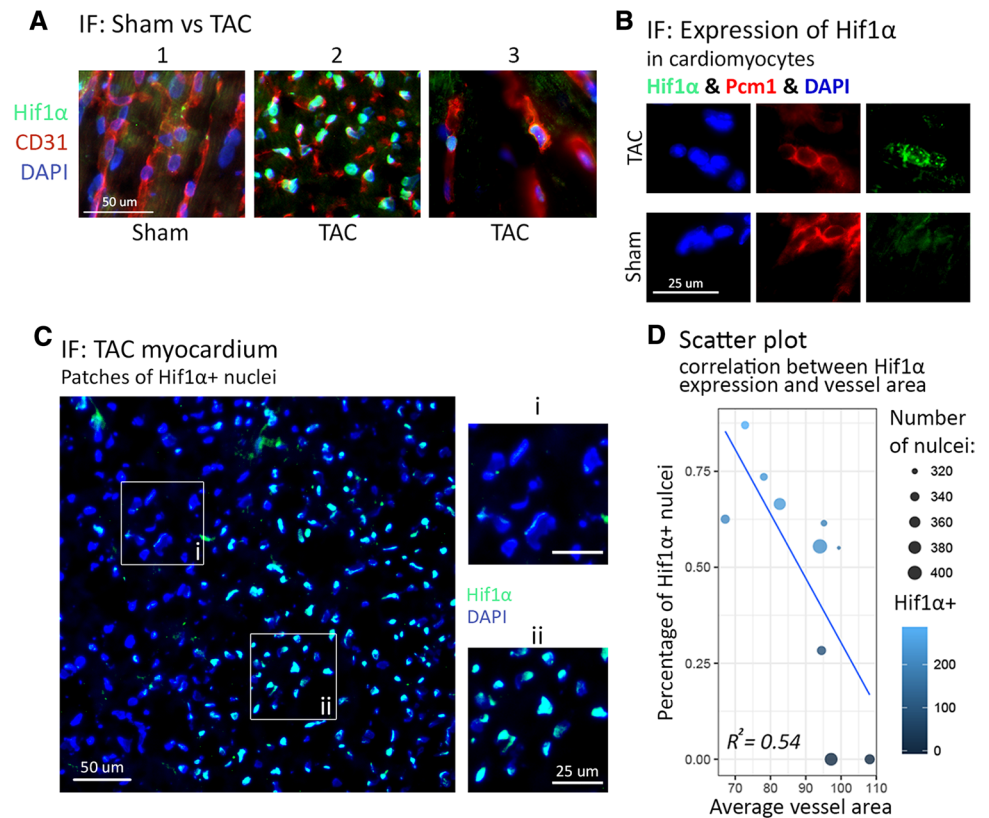 A
IF: Sham vs TAC
1
2
3
Hif1α
CD31
DAPI
50 um
Sham
TAC
TAC
B
IF: Expression of Hif1α
in cardiomyocytes
Hif1α & Pcm1 & DAPI
TAC
Sham
25 um
C
IF: TAC myocardium
Patches of Hif1α+ nuclei
i
ii
50 um
i
Hif1α
DAPI
ii
25 um
D
Scatter plot
correlation between Hif1α
expression and vessel area
Percentage of Hif1α+ nulcei
0.75
0.50
0.25
0.00
R² = 0.54
70 80 90 100 110
Average vessel area
Number
of nulcei:
320
340
360
380
400
Hif1α+
200
100
0